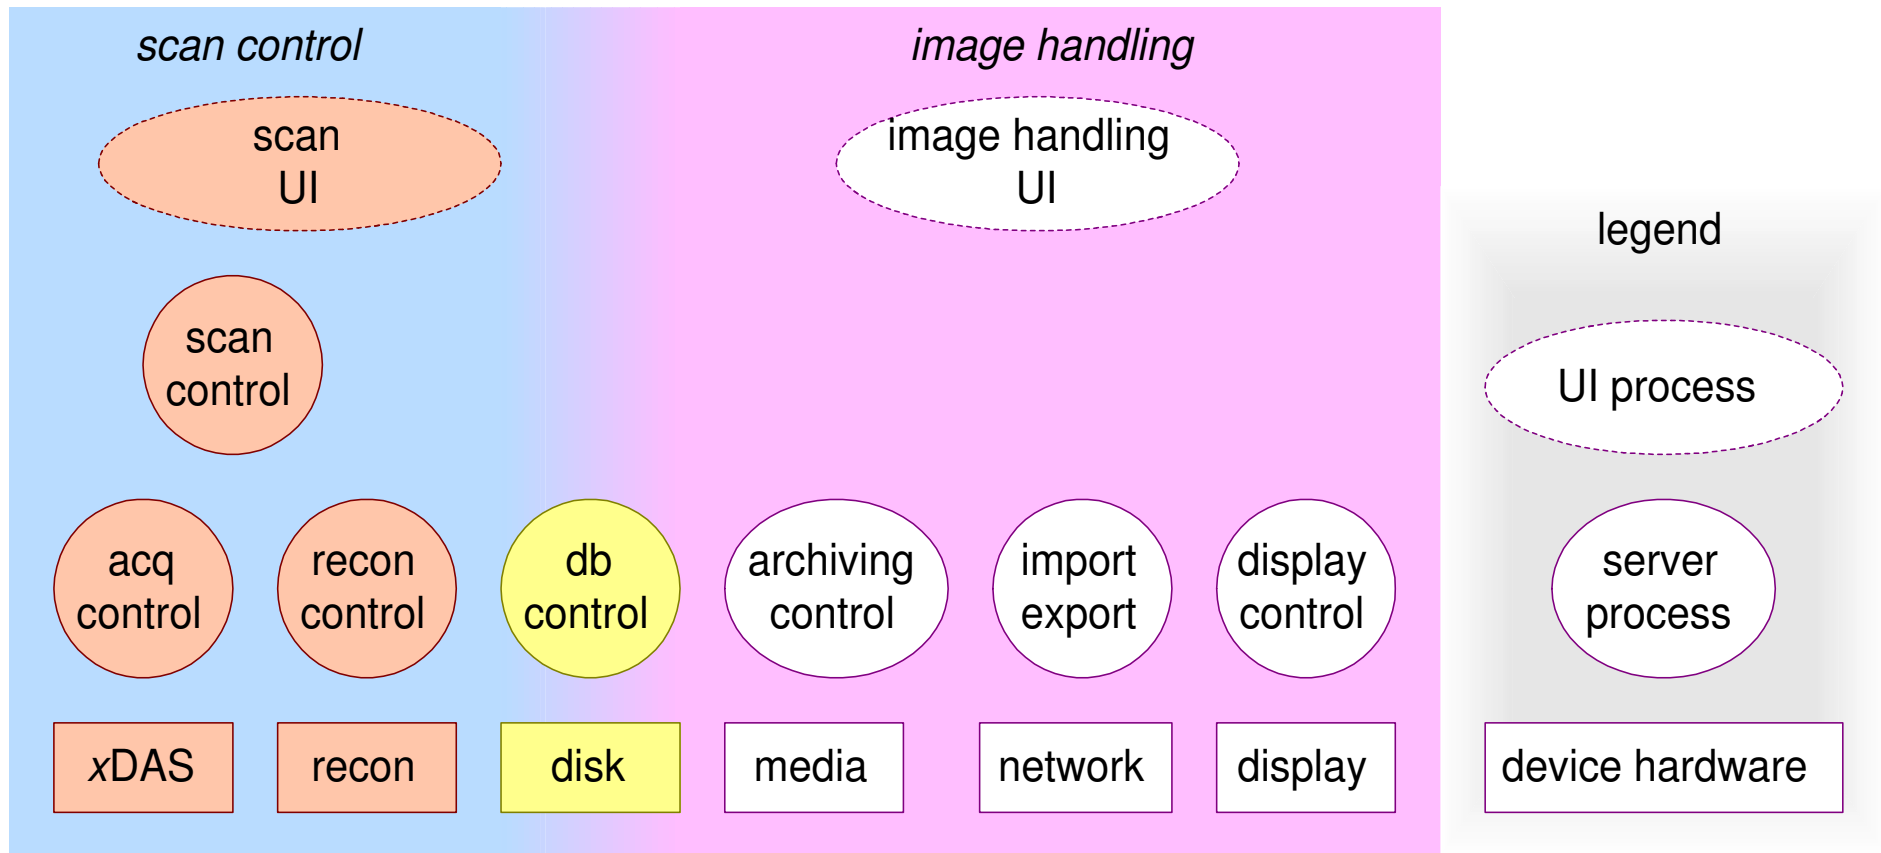 scan control
image handling
scan
UI
image handling
UI
legend
scan
control
UI process
acq
control
recon
control
db
control
archiving
control
import
export
display
control
server
process
xDAS
recon
disk
media
network
display
device hardware